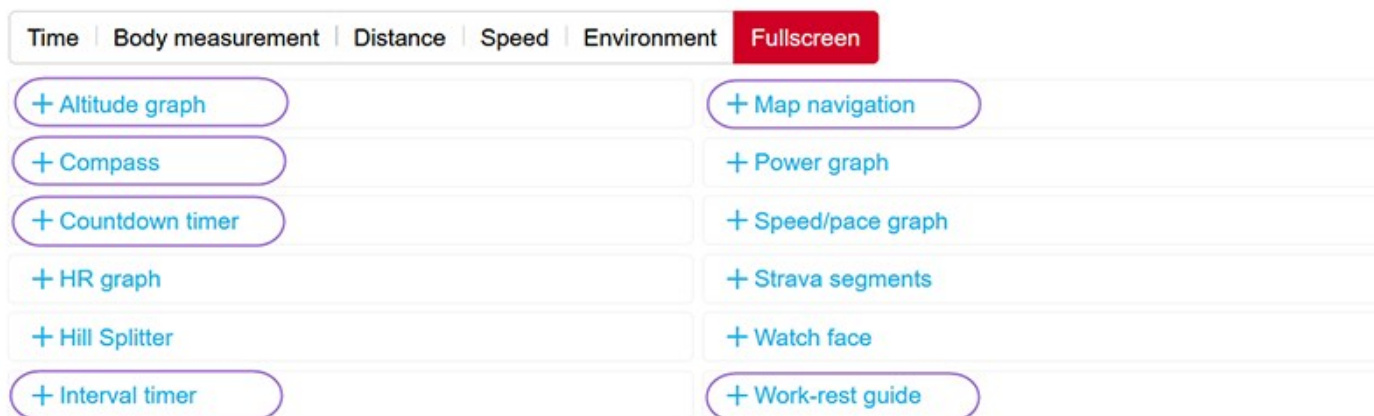 Time Body measurement Distance Speed Environment Fullscreen
+ Altitude graph
+ Compass
+ Countdown timer
+ HR graph
+ Hill Splitter
+ Interval timer
+ Map navigation
+ Power graph
+ Speed/pace graph
+ Strava segments
+ Watch face
+ Work-rest guide